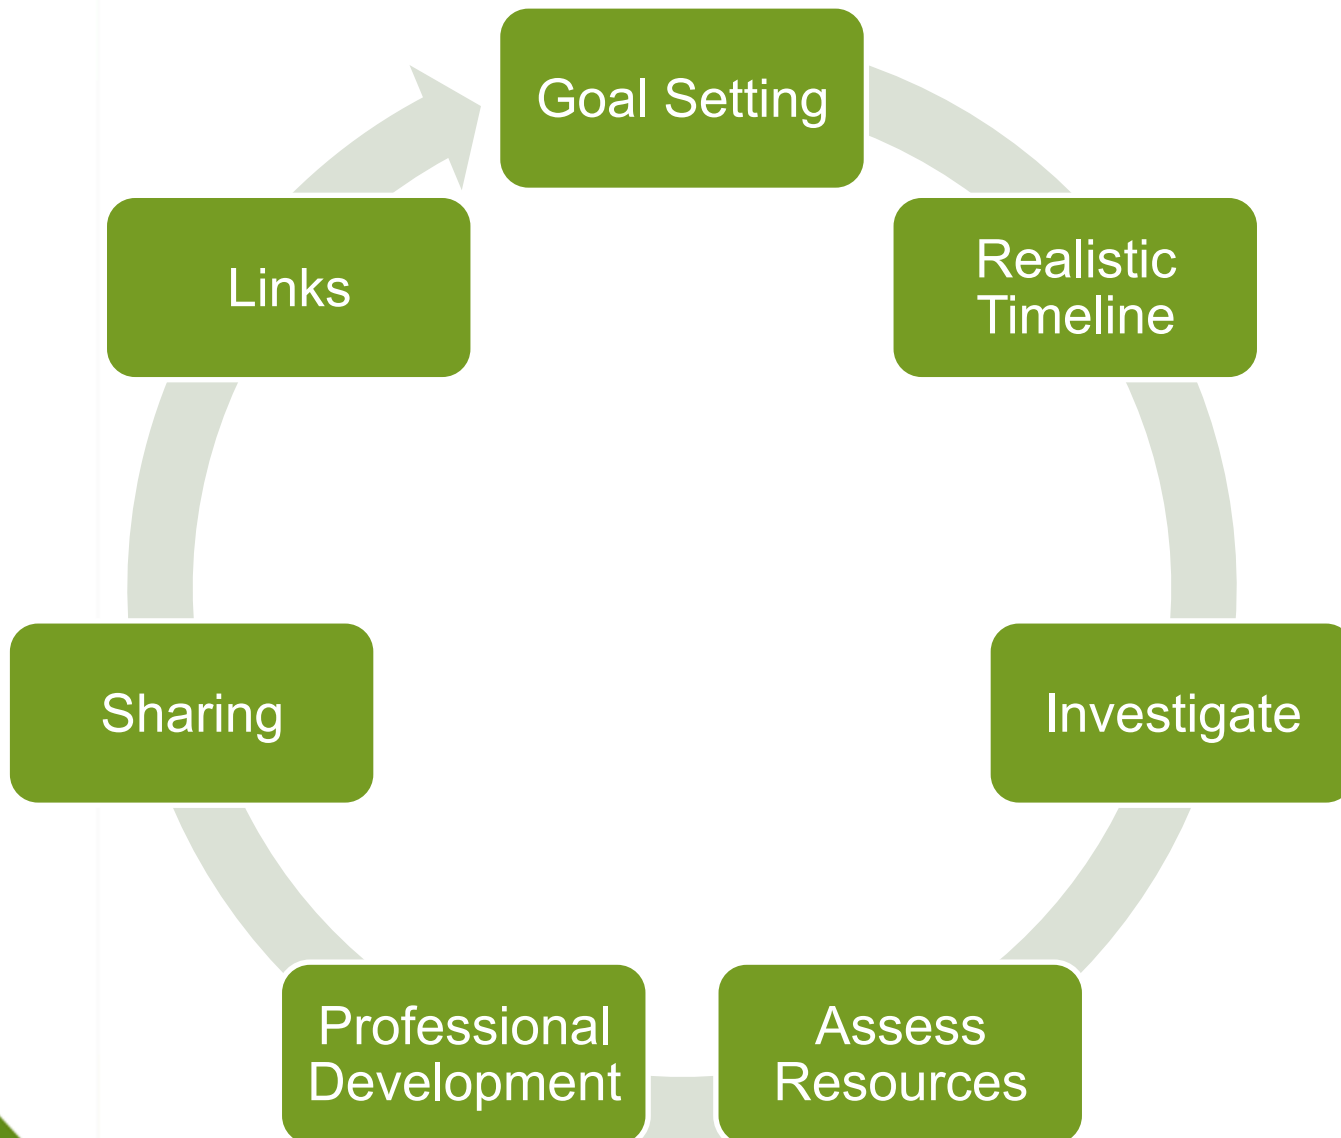 Goal Setting
Realistic
Timeline
Investigate
Assess
Resources
Professional
Development
Sharing
Links